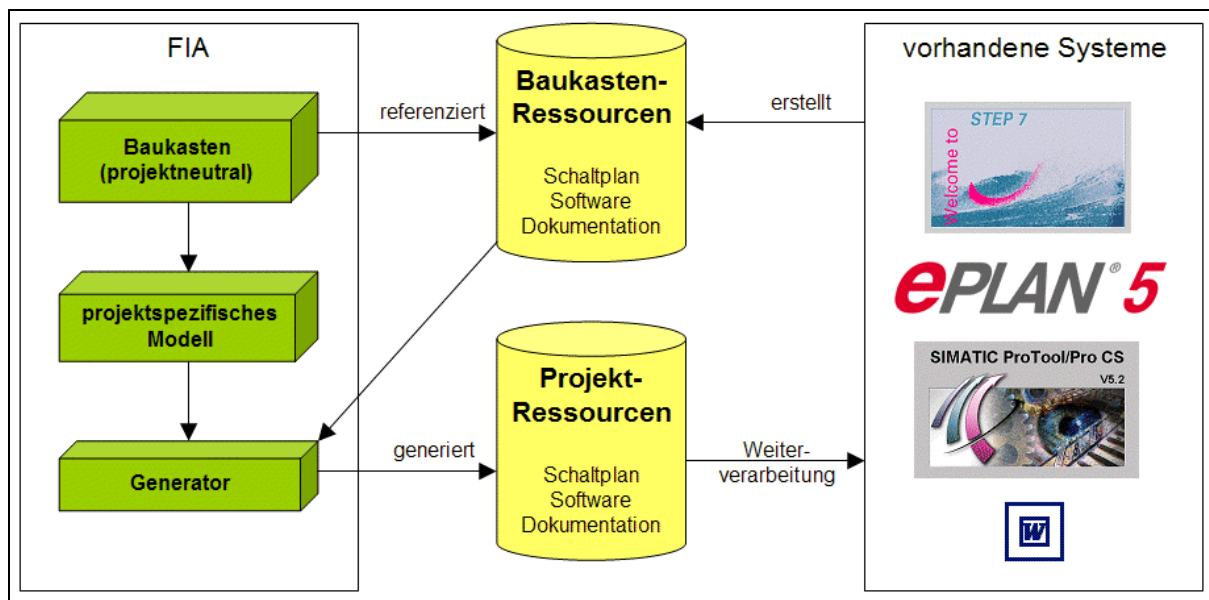 FIA
Baukasten
(projektneutral)
projektspezifisches
Modell
Generator
referenziert
generiert
Baukasten-
Ressourcen
Schaltplan
Software
Dokumentation
Projekt-
Ressourcen
Schaltplan
Software
Dokumentation
erstellt
Weiter-
verarbeitung
vorhandene Systeme
STEP 7
Welcome to
ePLAN® 5
SIMATIC ProTool/Pro CS
V5.2
W